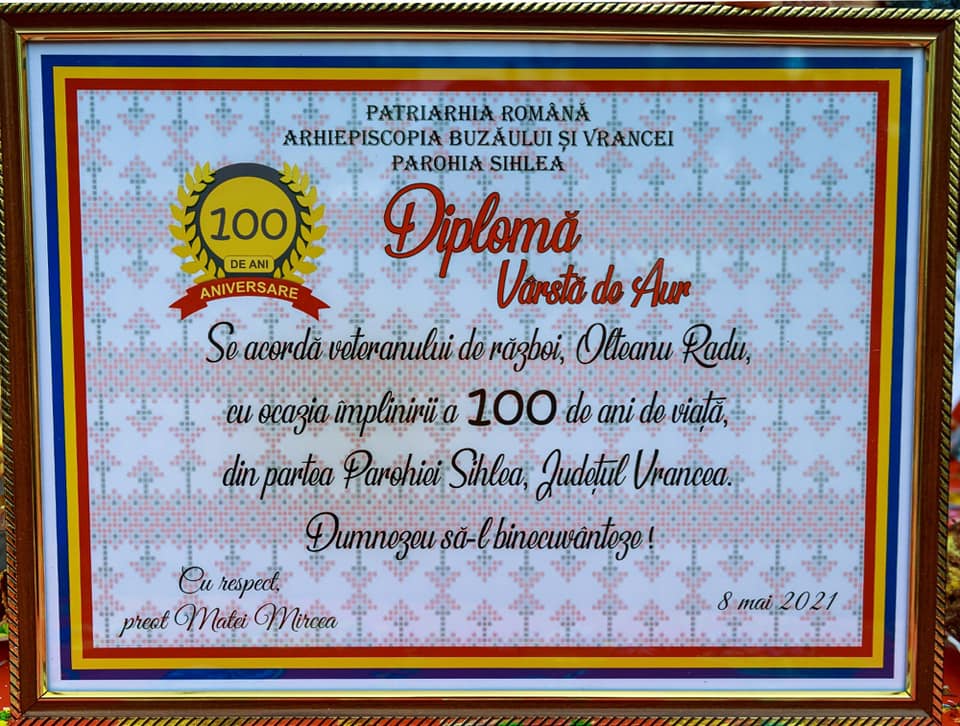 PATRIARHIA ROMÂNĂ
ARHIEPISCOPIA BUZĂULUI ȘI VRANCEI
PAROHIA SIHLEA
100
DE ANI
ANIVERSARE
Diplomă
Vârstă de Aur
Se acordă veteranului de război, Olteanu Radu,
cu ocazia împlinirii a 100 de ani de viață,
din partea Parohiei Sihlea, Județul Vrancea.
Dumnezeu să-l binecuvânteze !
Cu respect,
preot Matei Mircea
8 mai 2021